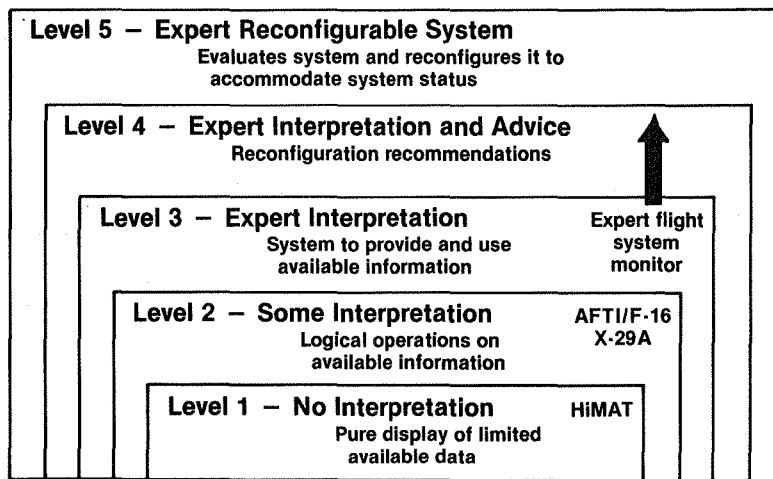 Level 5 – Expert Reconfigurable System
Evaluates system and reconfigures it to
accommodate system status
Level 4 – Expert Interpretation and Advice
Reconfiguration recommendations
Level 3 – Expert Interpretation
System to provide and use
available information
Expert flight
system
monitor
Level 2 – Some Interpretation
Logical operations on
available information
AFTI/F-16
X-29A
Level 1 – No Interpretation
Pure display of limited
available data
HiMAT